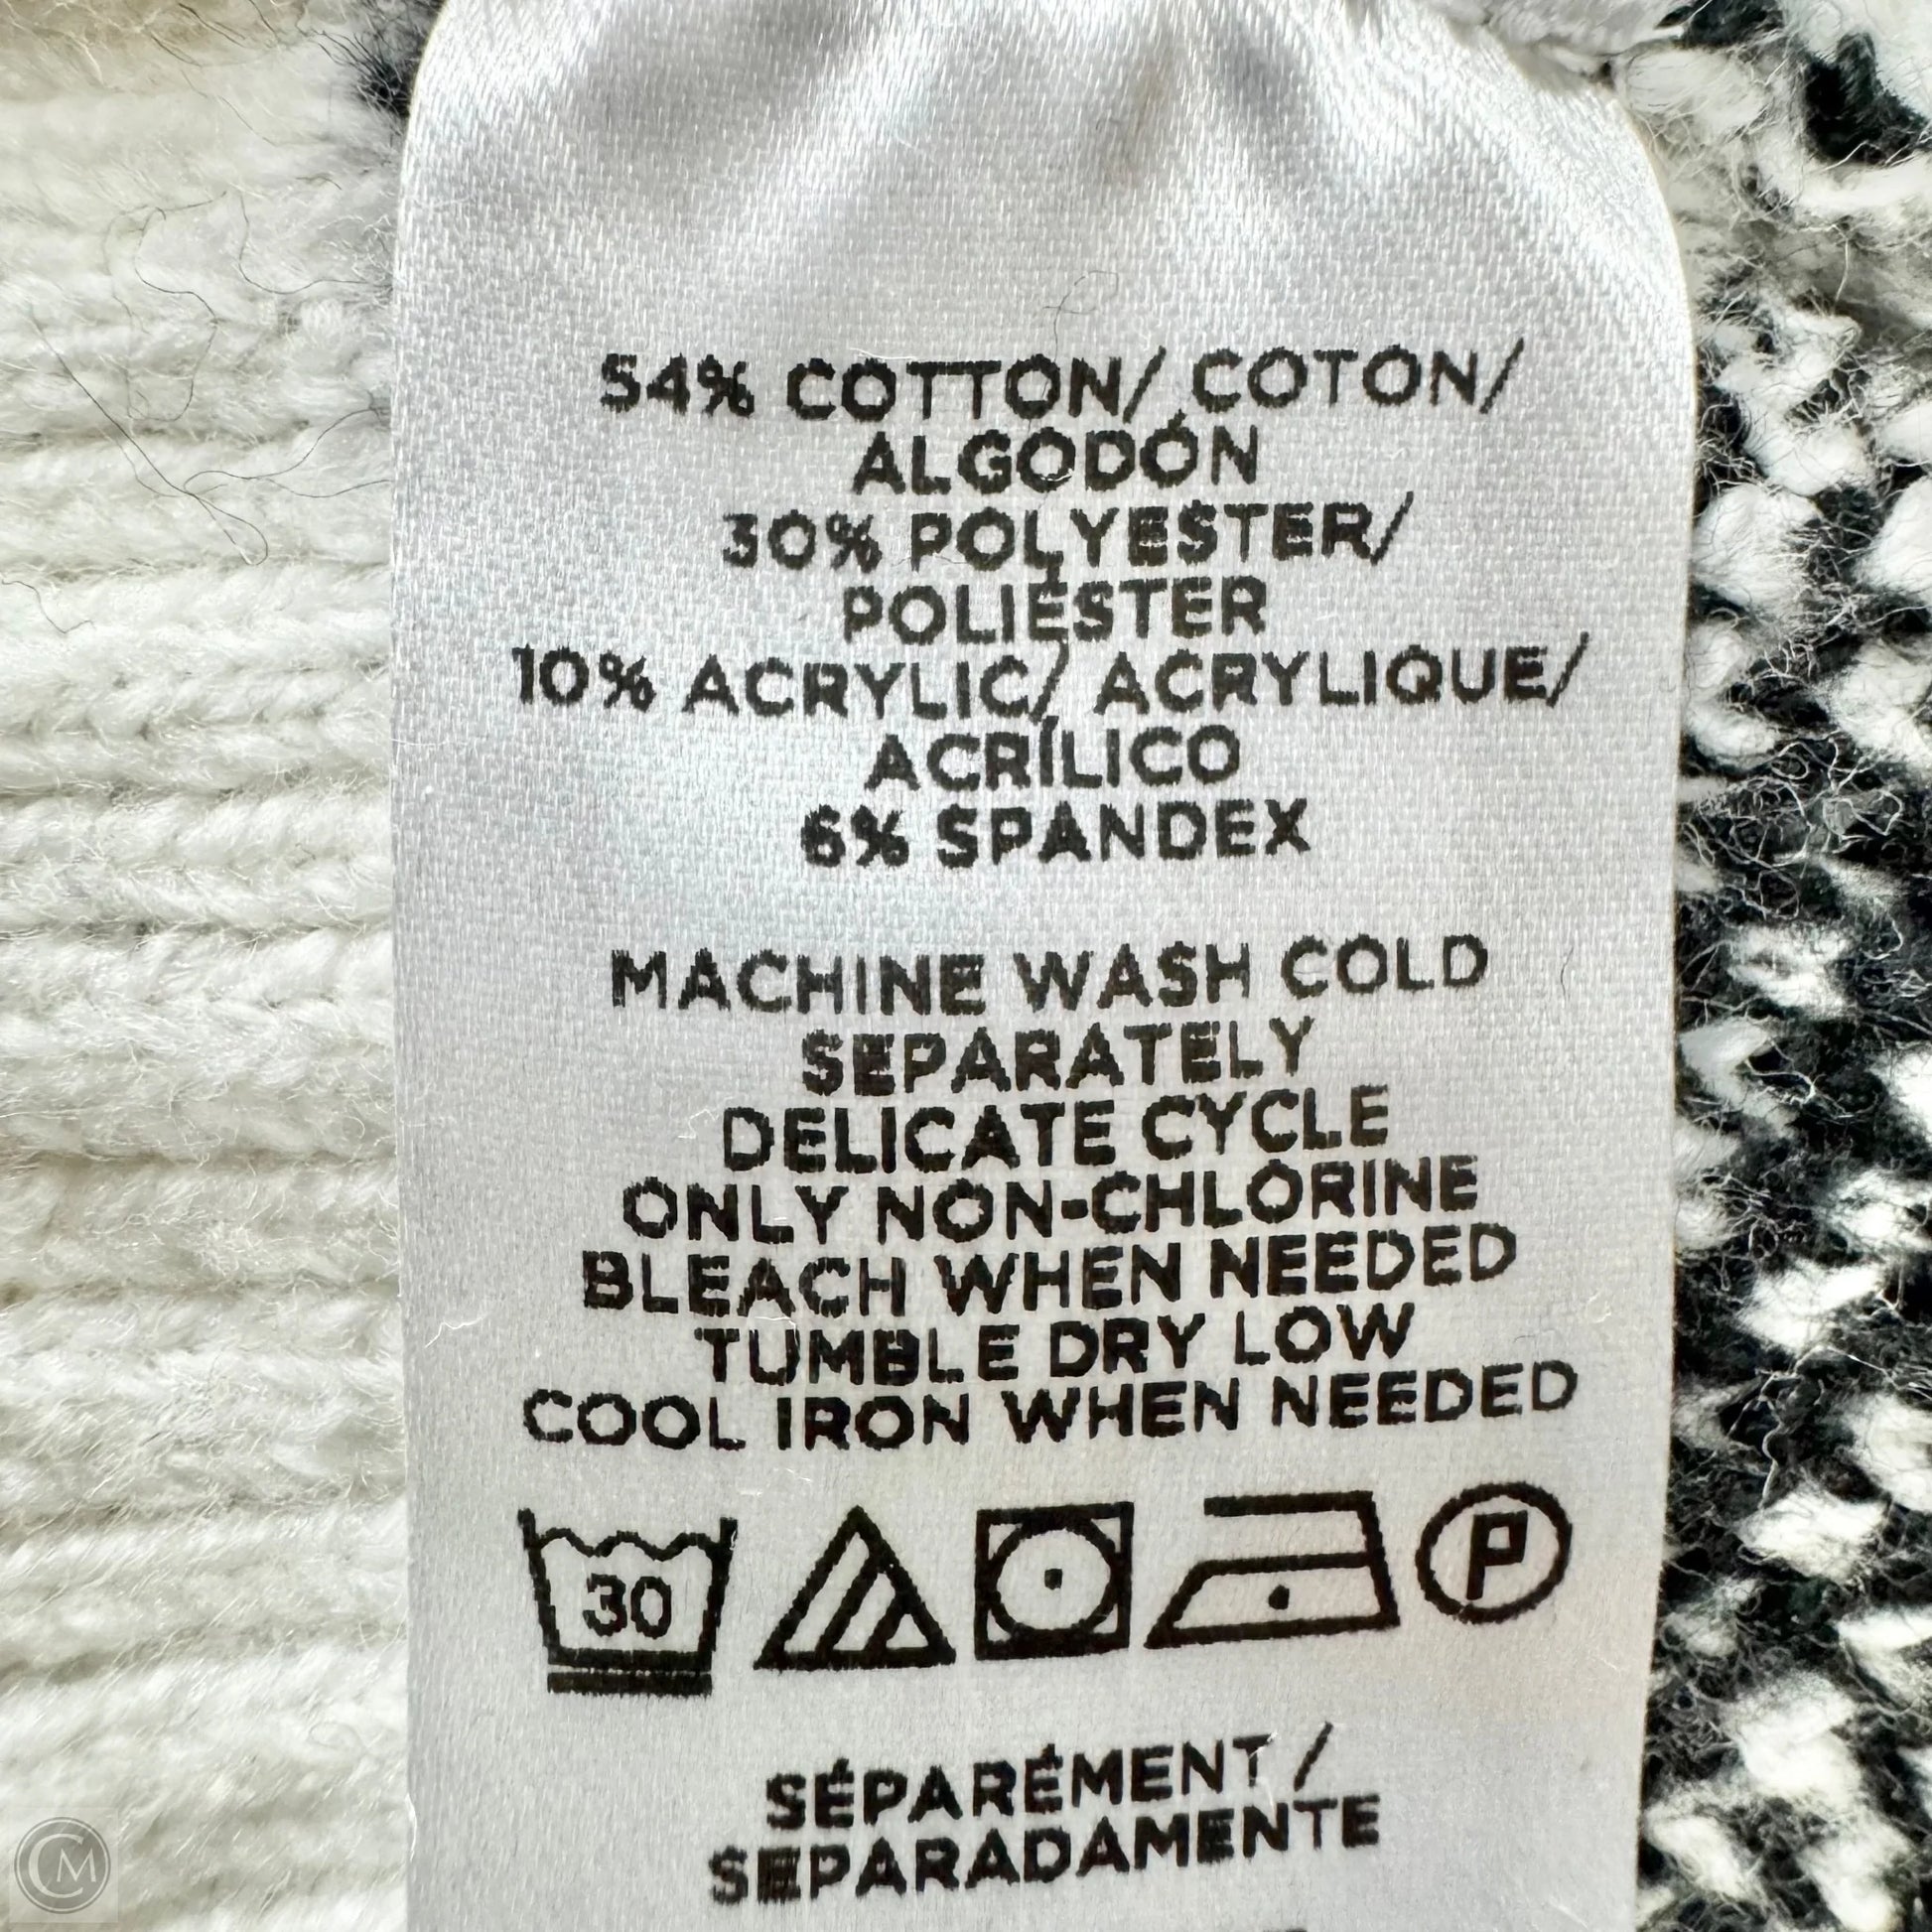 54% COTTON/ COTON/
ALGODÓN
30% POLYESTER/
POLIÉSTER
10% ACRYLIC/ ACRYLIQUE/
ACRÍLICO
6% SPANDEX
MACHINE WASH COLD
SEPARATELY
DELICATE CYCLE
ONLY NON-CHLORINE
BLEACH WHEN NEEDED
TUMBLE DRY LOW
COOL IRON WHEN NEEDED
30 P
SÉPARÉMENT /
SEPARADAMENTE
CM